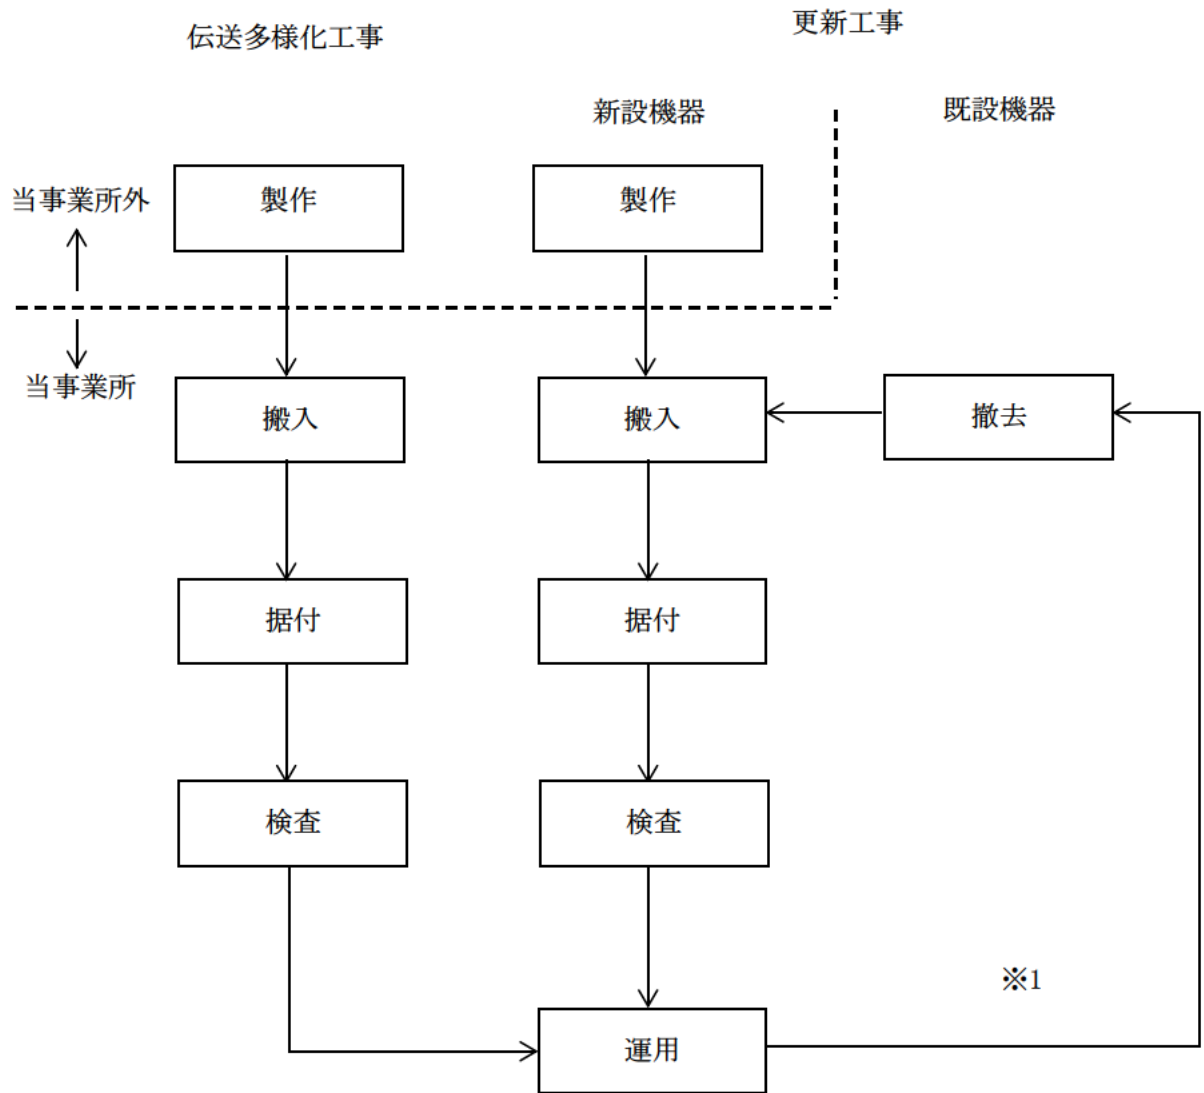 伝送多様化工事
更新工事
新設機器
既設機器
当事業所外
製作
製作
当事業所
搬入
搬入
撤去
据付
据付
検査
検査
※1
運用